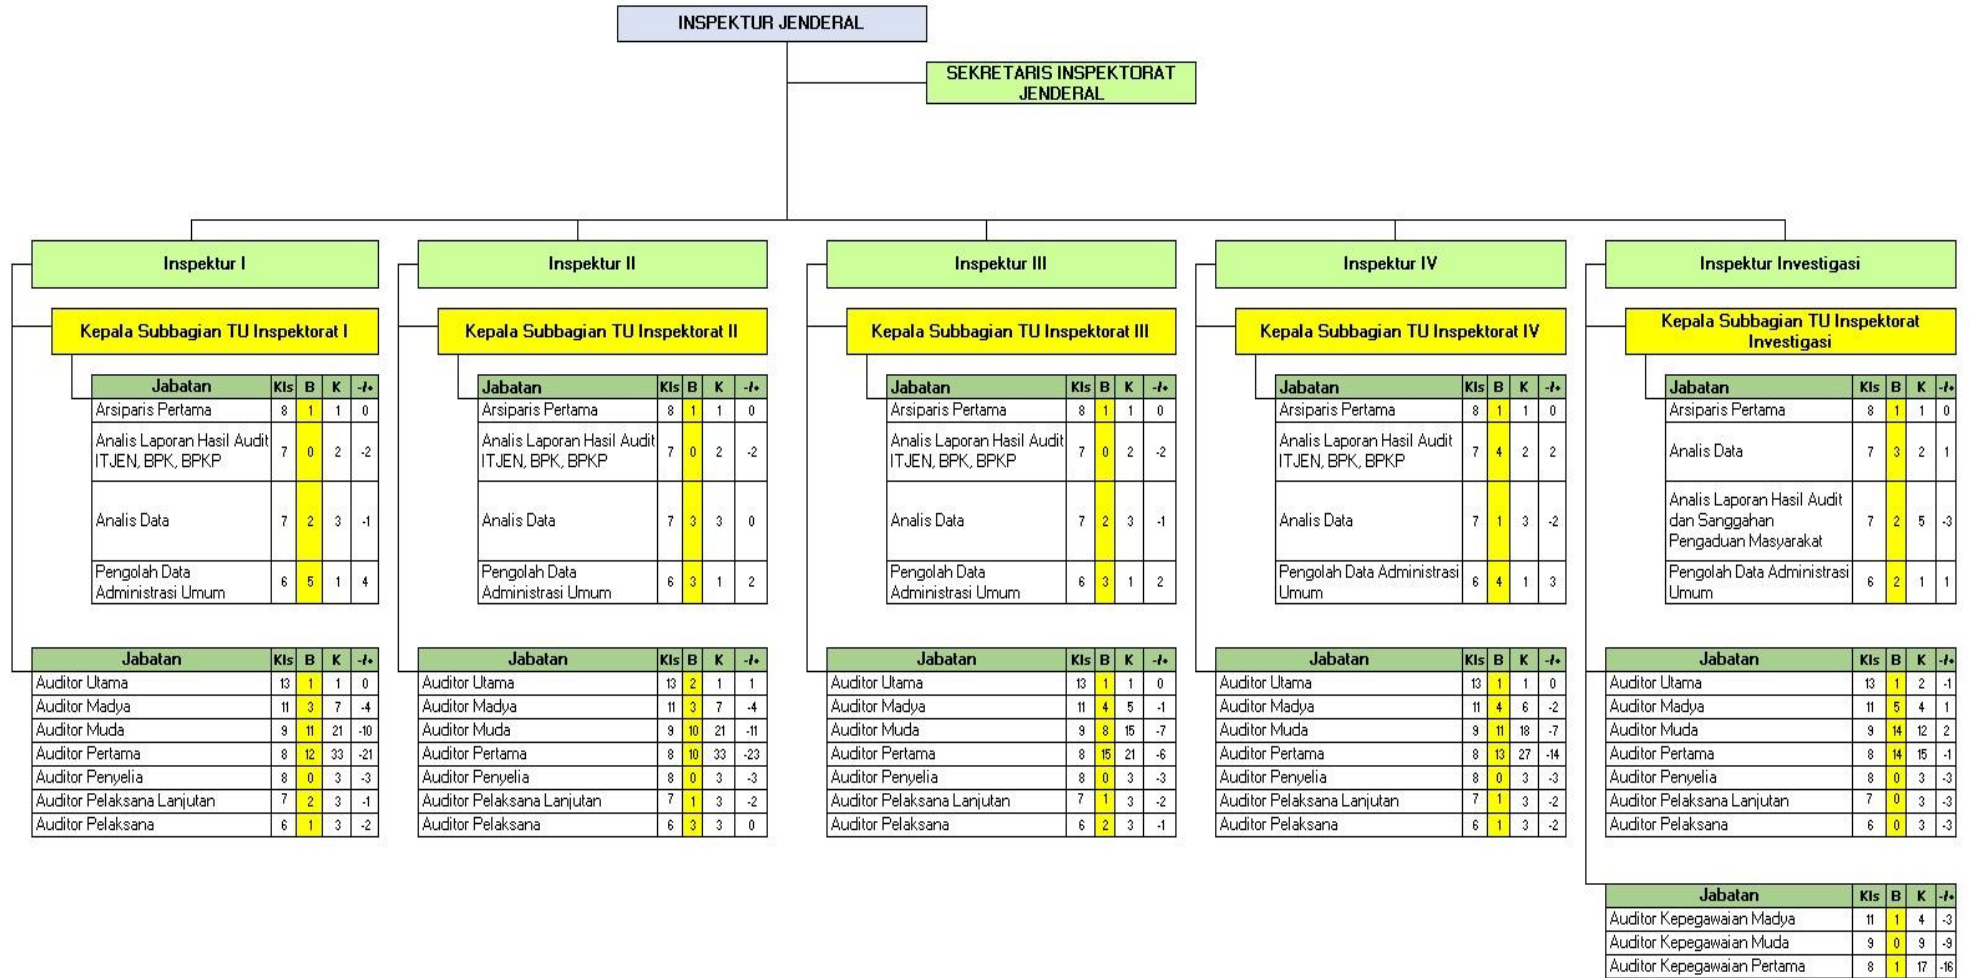 INSPEKTUR JENDERAL
SEKRETARIS INSPEKTORAT
JENDERAL
Inspektur I
Kepala Subbagian TU Inspektorat I
Jabatan Kls B K -/+
Arsiparis Pertama 8 1 1 0
Analis Laporan Hasil Audit
ITJEN, BPK, BPKP 7 0 2 -2
Analis Data 7 2 3 -1
Pengolah Data
Administrasi Umum 6 5 1 4
Jabatan Kls B K -/+
Auditor Utama 13 1 1 0
Auditor Madya 11 3 7 -4
Auditor Muda 9 11 21 -10
Auditor Pertama 8 12 33 -21
Auditor Penyelia 8 0 3 -3
Auditor Pelaksana Lanjutan 7 2 3 -1
Auditor Pelaksana 6 1 3 -2
Inspektur II
Kepala Subbagian TU Inspektorat II
Jabatan Kls B K -/+
Arsiparis Pertama 8 1 1 0
Analis Laporan Hasil Audit
ITJEN, BPK, BPKP 7 0 2 -2
Analis Data 7 3 3 0
Pengolah Data
Administrasi Umum 6 3 1 2
Jabatan Kls B K -/+
Auditor Utama 13 2 1 1
Auditor Madya 11 3 7 -4
Auditor Muda 9 10 21 -11
Auditor Pertama 8 10 33 -23
Auditor Penyelia 8 0 3 -3
Auditor Pelaksana Lanjutan 7 1 3 -2
Auditor Pelaksana 6 3 3 0
Inspektur III
Kepala Subbagian TU Inspektorat III
Jabatan Kls B K -/+
Arsiparis Pertama 8 1 1 0
Analis Laporan Hasil Audit
ITJEN, BPK, BPKP 7 0 2 -2
Analis Data 7 2 3 -1
Pengolah Data
Administrasi Umum 6 3 1 2
Jabatan Kls B K -/+
Auditor Utama 13 1 1 0
Auditor Madya 11 4 5 -1
Auditor Muda 9 8 15 -7
Auditor Pertama 8 15 21 -6
Auditor Penyelia 8 0 3 -3
Auditor Pelaksana Lanjutan 7 1 3 -2
Auditor Pelaksana 6 2 3 -1
Inspektur IV
Kepala Subbagian TU Inspektorat IV
Jabatan Kls B K -/+
Arsiparis Pertama 8 1 1 0
Analis Laporan Hasil Audit
ITJEN, BPK, BPKP 7 4 2 2
Analis Data 7 1 3 -2
Pengolah Data Administrasi
Umum 6 4 1 3
Jabatan Kls B K -/+
Auditor Utama 13 1 1 0
Auditor Madya 11 4 6 -2
Auditor Muda 9 11 18 -7
Auditor Pertama 8 13 27 -14
Auditor Penyelia 8 0 3 -3
Auditor Pelaksana Lanjutan 7 1 3 -2
Auditor Pelaksana 6 1 3 -2
Inspektur Investigasi
Kepala Subbagian TU Inspektorat
Investigasi
Jabatan Kls B K -/+
Arsiparis Pertama 8 1 1 0
Analis Data 7 3 2 1
Analis Laporan Hasil Audit
dan Sanggahan
Pengaduan Masyarakat 7 2 5 -3
Pengolah Data Administrasi
Umum 6 2 1 1
Jabatan Kls B K -/+
Auditor Utama 13 1 2 -1
Auditor Madya 11 5 4 1
Auditor Muda 9 14 12 2
Auditor Pertama 8 14 15 -1
Auditor Penyelia 8 0 3 -3
Auditor Pelaksana Lanjutan 7 0 3 -3
Auditor Pelaksana 6 0 3 -3
Jabatan Kls B K -/+
Auditor Kepegawaian Madya 11 1 4 -3
Auditor Kepegawaian Muda 9 0 9 -9
Auditor Kepegawaian Pertama 8 1 17 -16